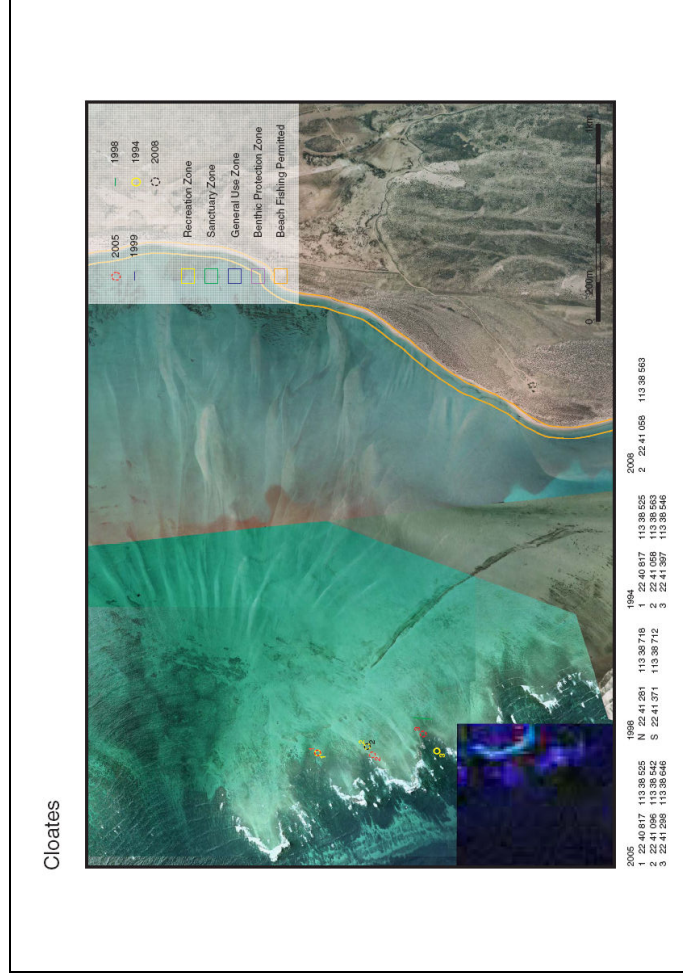 Cloates
2005
1998
1999
1994
2008
Recreation Zone
Sanctuary Zone
General Use Zone
Benthic Protection Zone
Beach Fishing Permitted
0 200m 1km
2005
1 22 40 817 113 38 525
2 22 41 096 113 38 542
3 22 41 298 113 38 646
1998
N 22 41 281 113 38 718
S 22 41 371 113 38 712
1994
1 22 40 817 113 38 525
2 22 41 058 113 38 563
3 22 41 397 113 38 546
2008
2 22 41 058 113 38 563